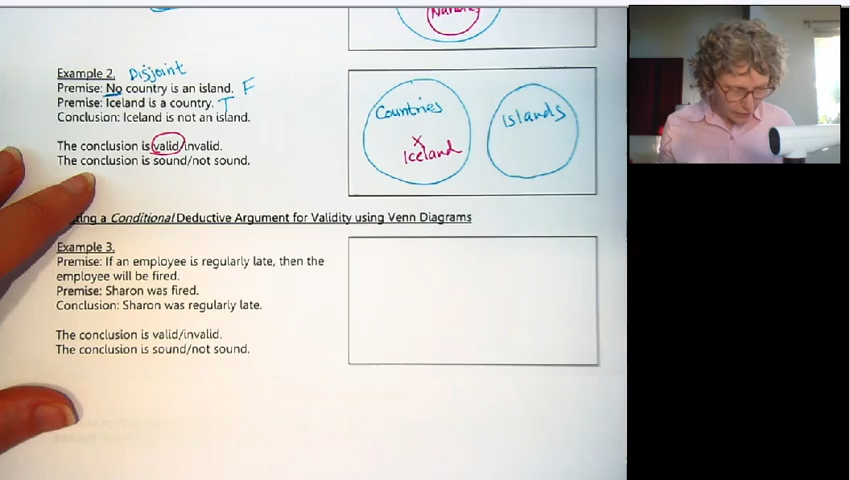 Example 2. Disjoint
Premise: No country is an island. F
Premise: Iceland is a country. T
Conclusion: Iceland is not an island.
The conclusion is valid/invalid.
The conclusion is sound/not sound.
Countries
Islands
x
Iceland
a Conditional Deductive Argument for Validity using Venn Diagrams
Example 3.
Premise: If an employee is regularly late, then the
employee will be fired.
Premise: Sharon was fired.
Conclusion: Sharon was regularly late.
The conclusion is valid/invalid.
The conclusion is sound/not sound.